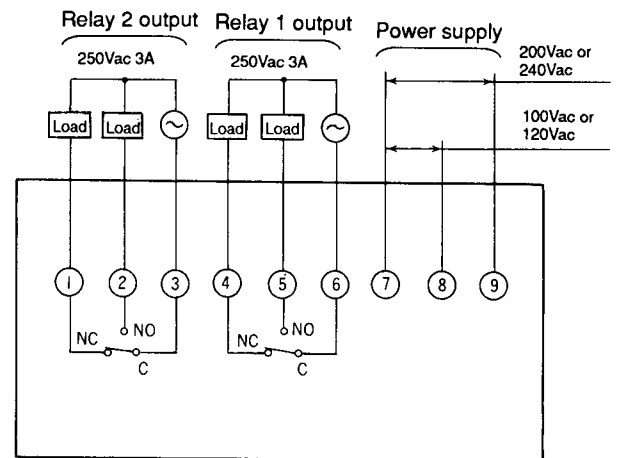 Relay 2 output
Relay 1 output
Power supply
250Vac 3A
250Vac 3A
200Vac or
240Vac
100Vac or
120Vac
Load
Load
Load
Load
1
2
3
4
5
6
7
8
9
NC
NO
C
NC
NO
C